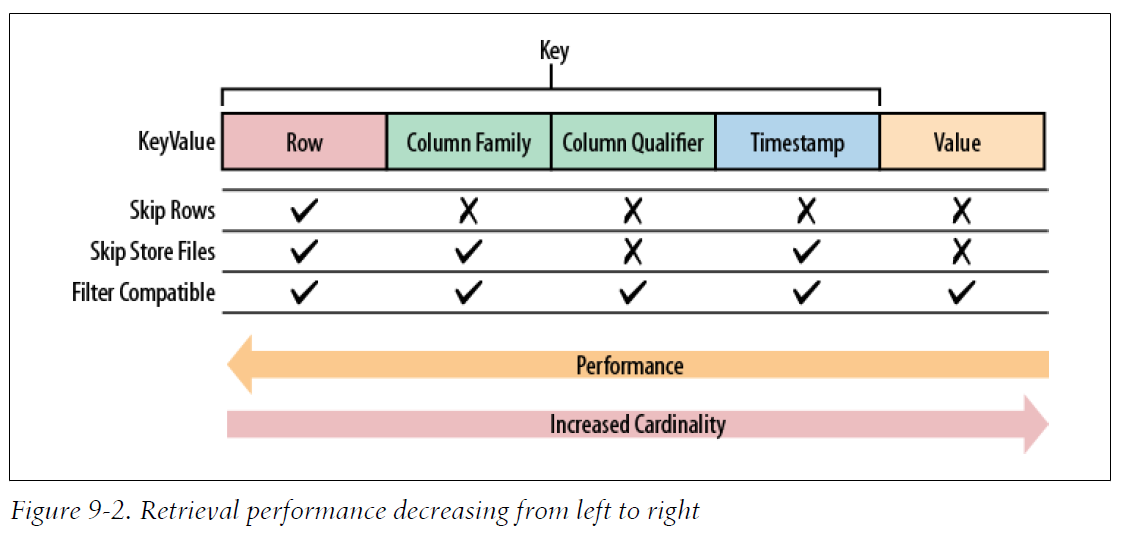 Key
KeyValue Row Column Family Column Qualifier Timestamp Value
Skip Rows ✓ X X X X
Skip Store Files ✓ ✓ X ✓ X
Filter Compatible ✓ ✓ ✓ ✓ ✓
Performance
Increased Cardinality
Figure 9-2. Retrieval performance decreasing from left to right